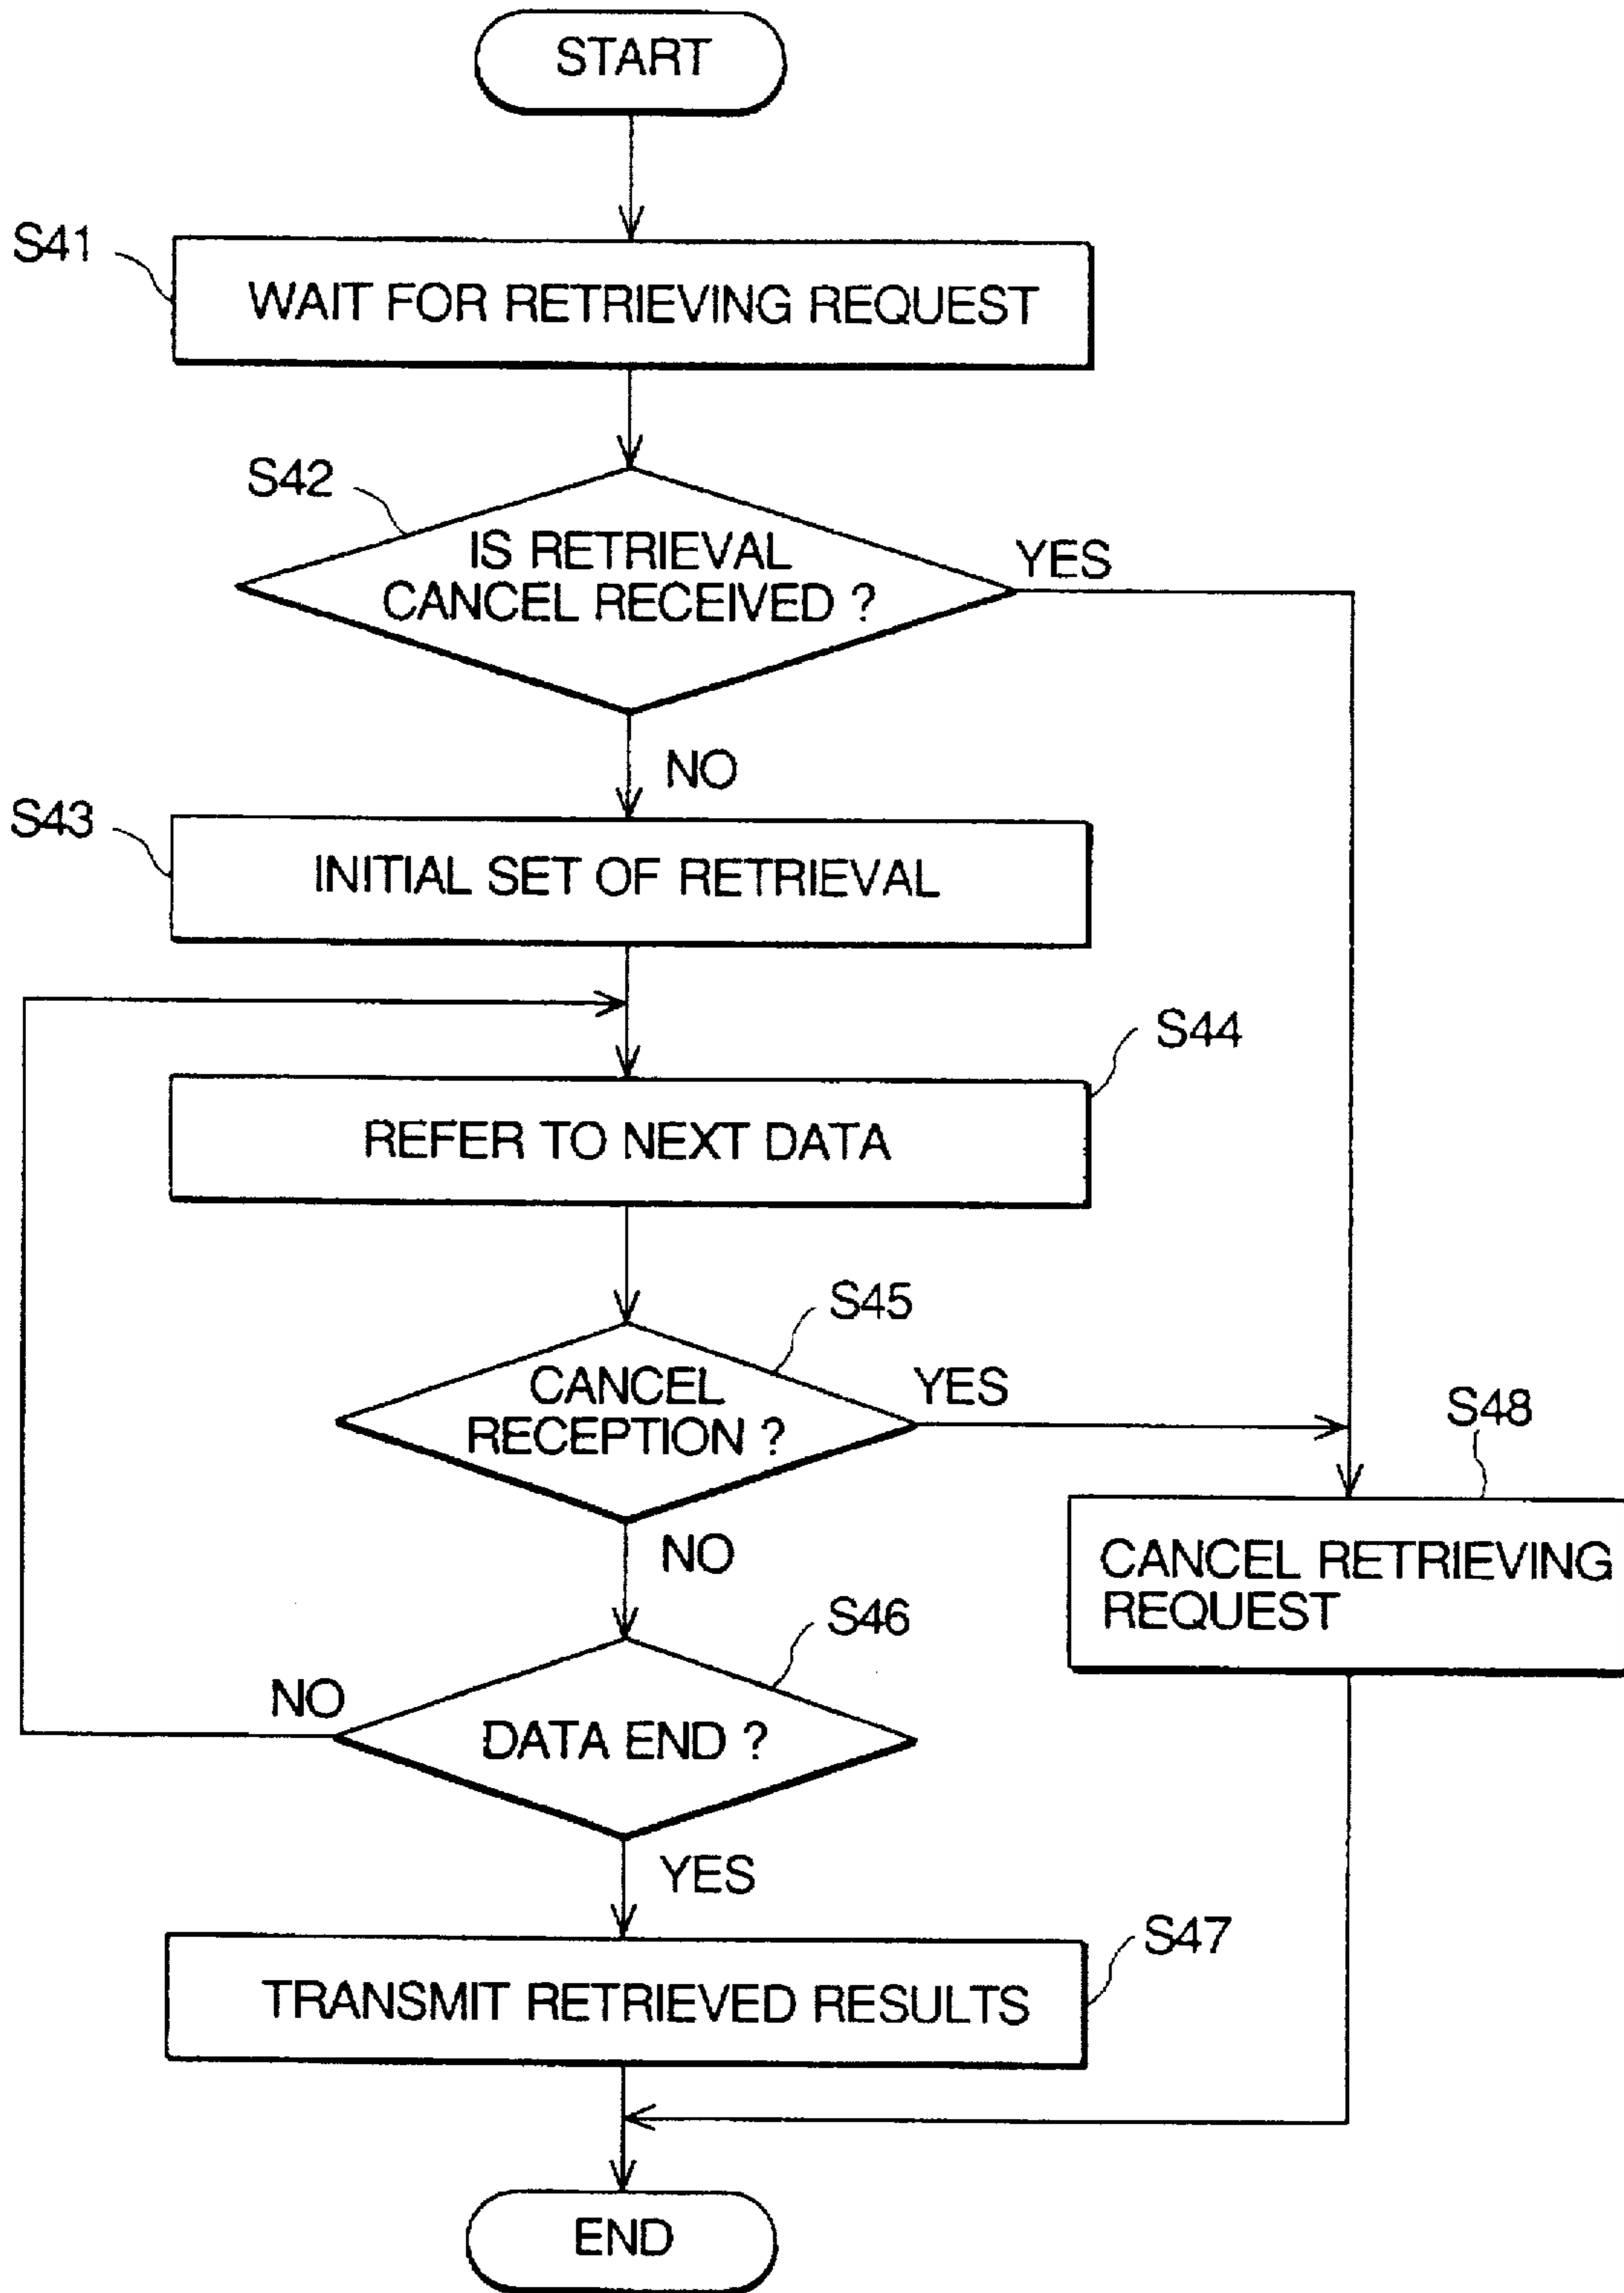 START
S41
WAIT FOR RETRIEVING REQUEST
S42
IS RETRIEVAL
CANCEL RECEIVED ?
YES
NO
S43
INITIAL SET OF RETRIEVAL
S44
REFER TO NEXT DATA
S45
CANCEL
RECEPTION ?
YES
S48
CANCEL RETRIEVING
REQUEST
NO
S46
NO
DATA END ?
YES
S47
TRANSMIT RETRIEVED RESULTS
END